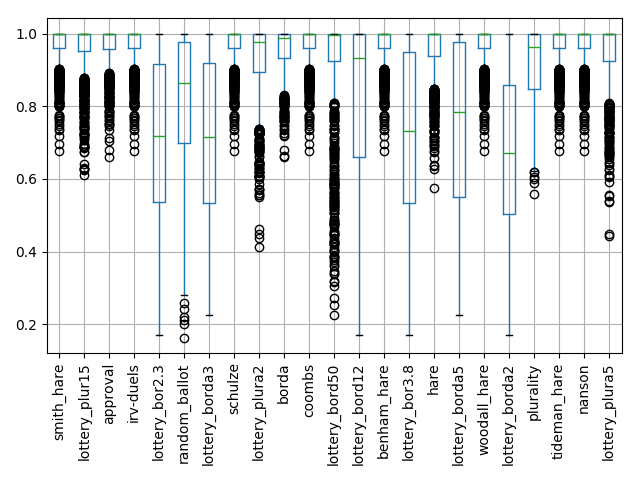 1.0
0.8
0.6
0.4
0.2
smith_hare
lottery_plur15
approval
irv-duels
lottery_bor2.3
random_ballot
lottery_borda3
schulze
lottery_plura2
borda
coombs
lottery_bord50
lottery_bord12
benham_hare
lottery_bor3.8
hare
lottery_borda5
woodall_hare
lottery_borda2
plurality
tideman_hare
nanson
lottery_plura5